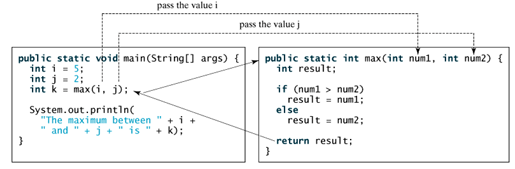 pass the value i
pass the value j
public static void main(String[] args) {
int i = 5;
int j = 2;
int k = max(i, j);
System.out.println(
"The maximum between " + i +
" and " + j + " is " + k);
}
public static int max(int num1, int num2) {
int result;
if (num1 > num2)
result = num1;
else
result = num2;
return result;
}